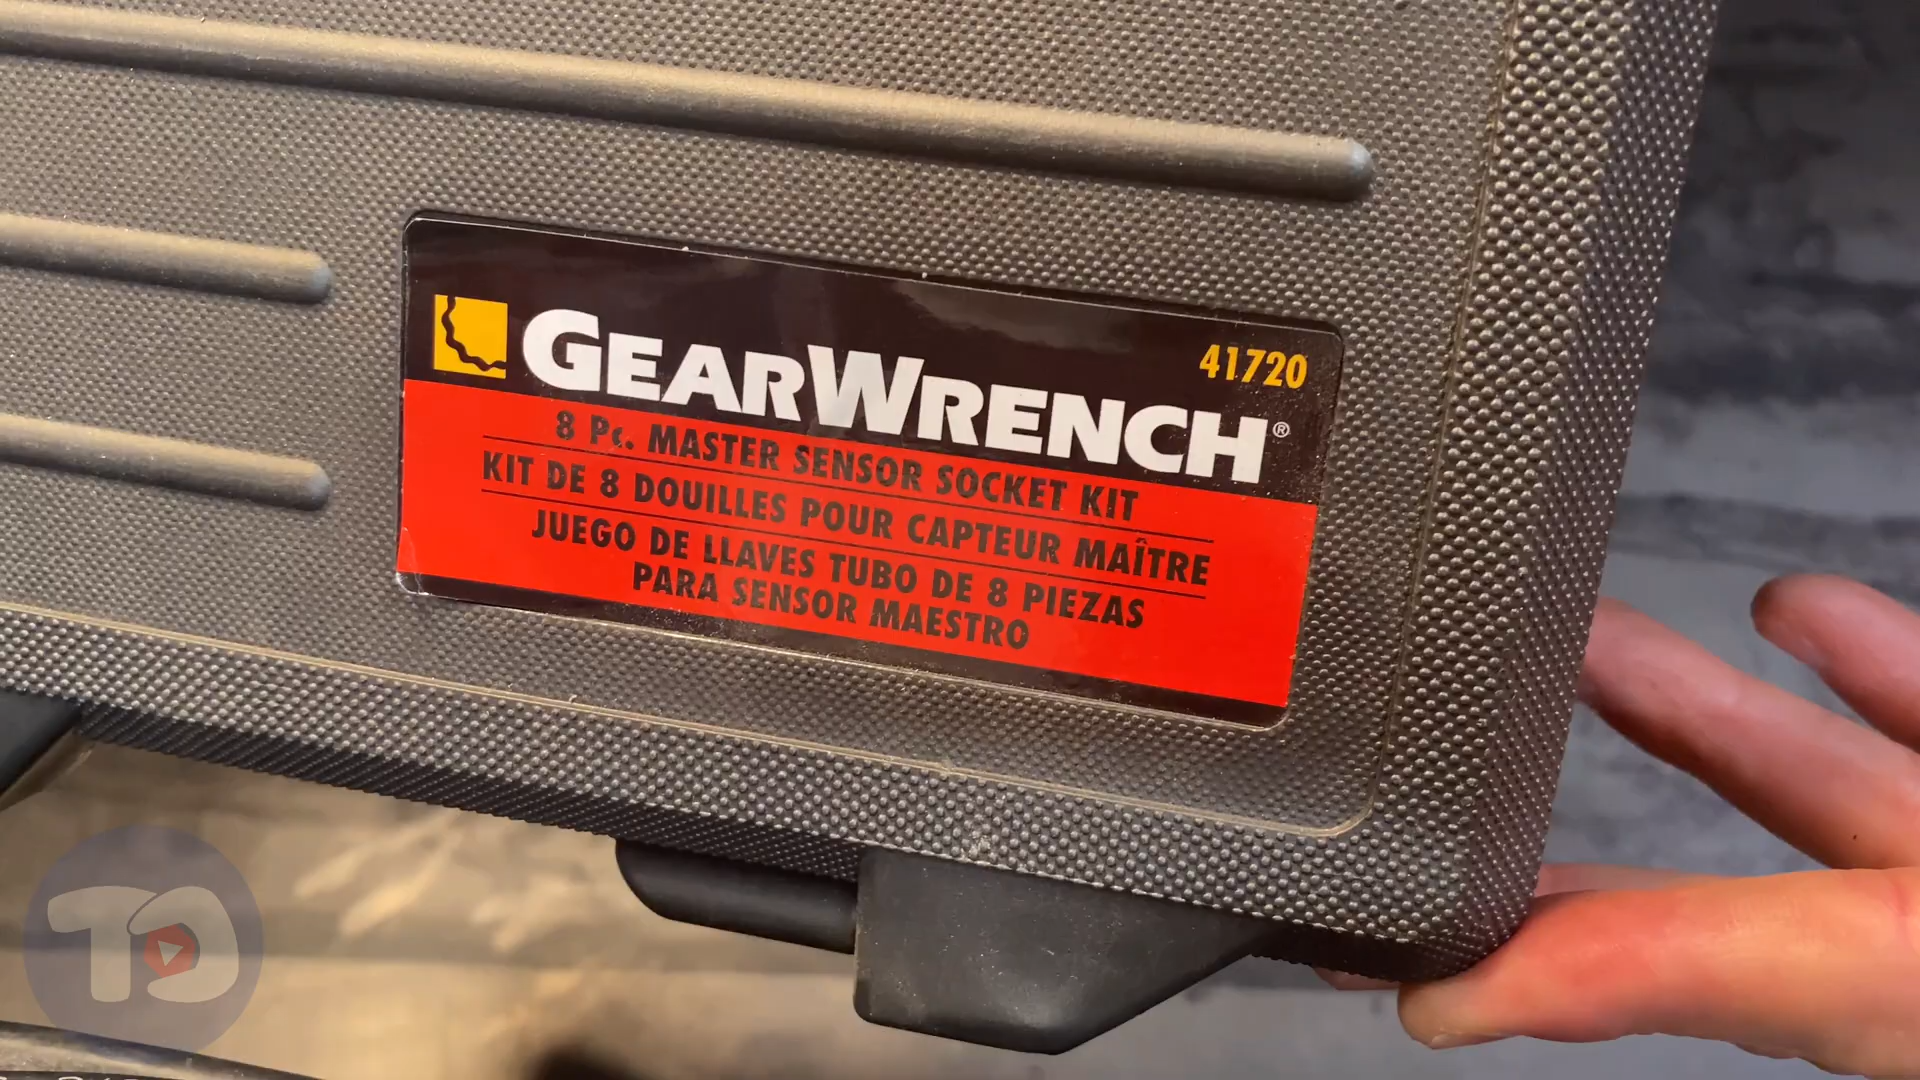 GEARWRENCH®
41720
8 Pc. MASTER SENSOR SOCKET KIT
KIT DE 8 DOUILLES POUR CAPTEUR MAÎTRE
JUEGO DE LLAVES TUBO DE 8 PIEZAS
PARA SENSOR MAESTRO